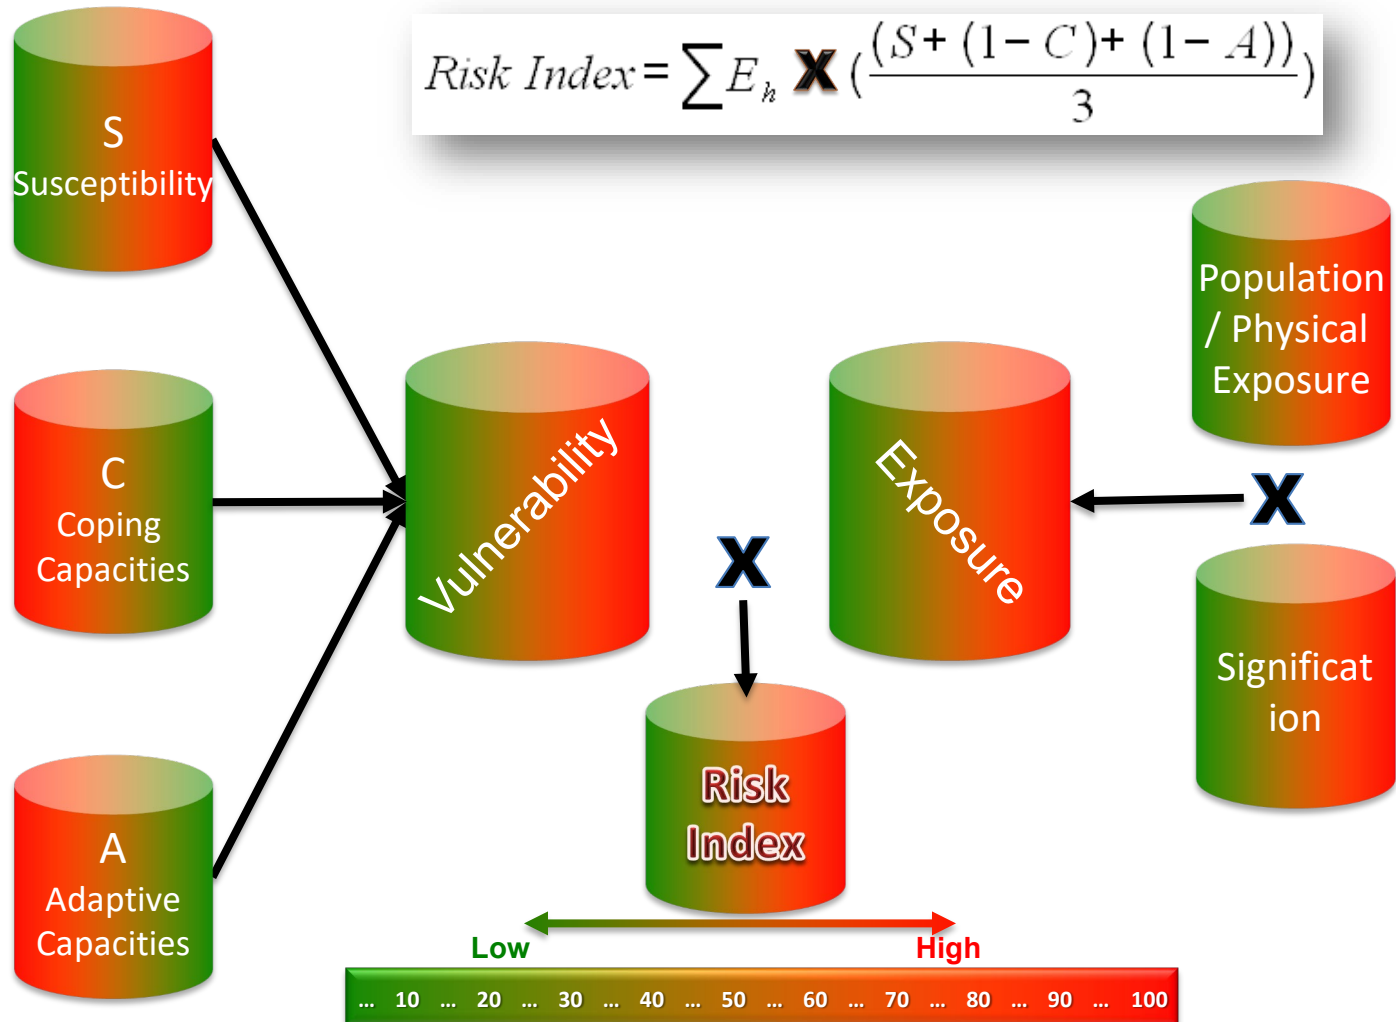 Risk Index = ∑ E_h X ( (S + (1 − C) + (1 − A)) / 3 )
S
Susceptibility
C
Coping
Capacities
A
Adaptive
Capacities
Vulnerability
X
Exposure
Population
/ Physical
Exposure
X
Significat
ion
Risk
Index
Low
High
... 10 ... 20 ... 30 ... 40 ... 50 ... 60 ... 70 ... 80 ... 90 ... 100